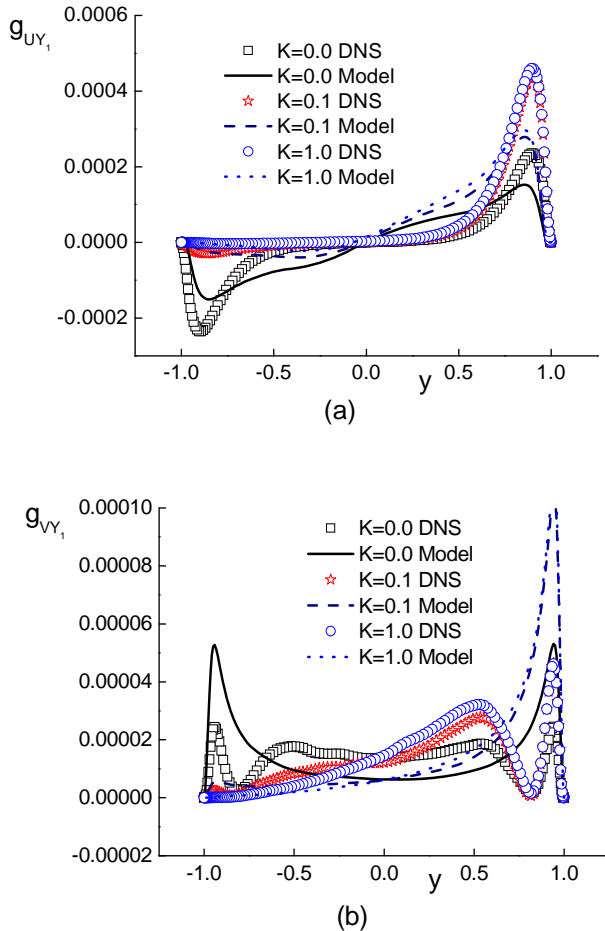 g_UY₁
0.0006
0.0004
0.0002
0.0000
-0.0002
K=0.0 DNS
K=0.0 Model
K=0.1 DNS
K=0.1 Model
K=1.0 DNS
K=1.0 Model
-1.0 -0.5 0.0 0.5 1.0
y
(a)
g_VY₁
0.00010
0.00008
0.00006
0.00004
0.00002
0.00000
-0.00002
K=0.0 DNS
K=0.0 Model
K=0.1 DNS
K=0.1 Model
K=1.0 DNS
K=1.0 Model
-1.0 -0.5 0.0 0.5 1.0
y
(b)